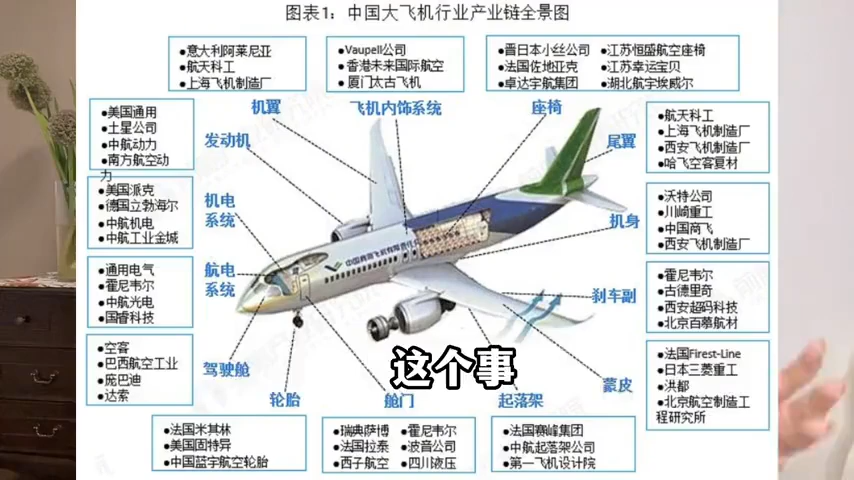 图表1：中国大飞机行业产业链全景图
●意大利阿莱尼亚
●航天科工
●上海飞机制造厂
●Vaupell公司
●香港未来国际航空
●厦门太古飞机
●晋日本小丝公司 ●江苏恒盛航空座椅
●法国佐地亚克 ●江苏幸运宝贝
●卓达宇航集团 ●湖北航宇埃威尔
机翼
飞机内饰系统
座椅
●美国通用
●土星公司
●中航动力
●南方航空动
力
发动机
尾翼
●航天科工
●上海飞机制造厂
●西安飞机制造厂
●哈飞空客复材
●美国派克
●德国立勃海尔
●中航机电
●中航工业金城
机电
系统
机身
●沃特公司
●川崎重工
●中国商飞
●西安飞机制造厂
●通用电气
●霍尼韦尔
●中航光电
●国睿科技
航电
系统
刹车副
●霍尼韦尔
●古德里奇
●西安超码科技
●北京百慕航材
●空客
●巴西航空工业
●庞巴迪
●达索
驾驶舱
轮胎
舱门
起落架
蒙皮
●法国Firest-Line
●日本三菱重工
●洪都
●北京航空制造工
程研究所
这个事
●法国米其林
●美国固特异
●中国蓝宇航空轮胎
●瑞典萨博 ●霍尼韦尔
●法国拉泰 ●波音公司
●西子航空 ●四川液压
●法国赛峰集团
●中航起落架公司
●第一飞机设计院